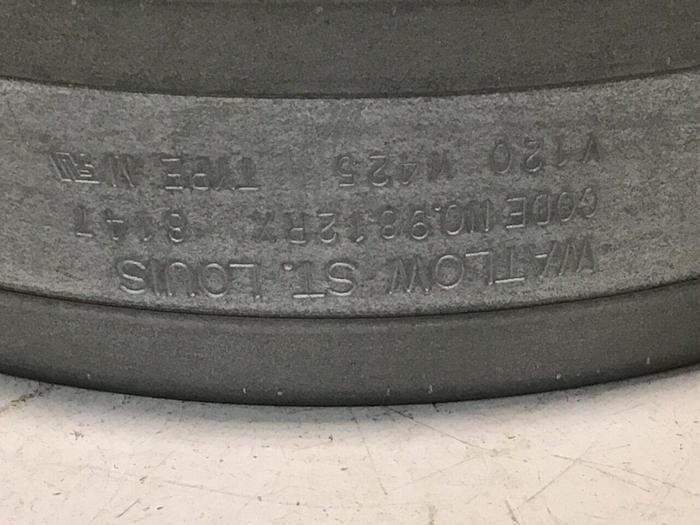 WATLOW ST. LOUIS
CODE NO.9812RX 8147
V120 W425 TYPE M